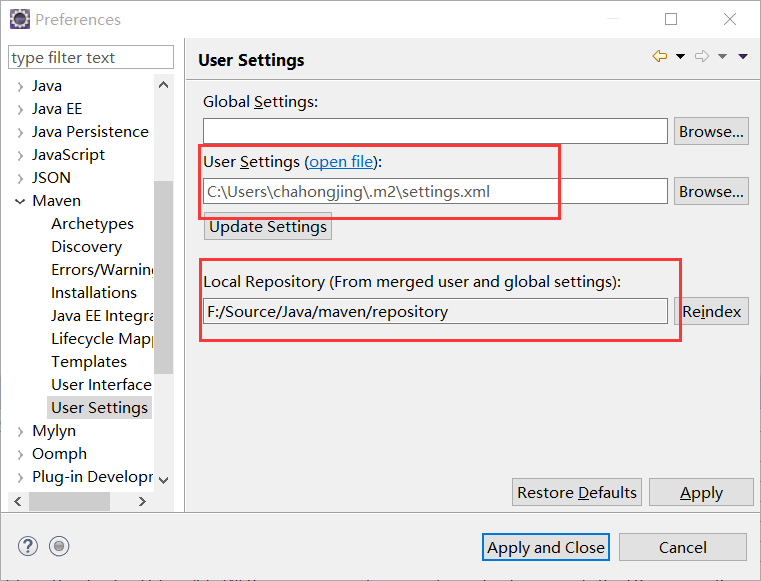 Preferences
type filter text
Java
Java EE
Java Persistence
JavaScript
JSON
Maven
Archetypes
Discovery
Errors/Warning
Installations
Java EE Integra
Lifecycle Mapp
Templates
User Interface
User Settings
Mylyn
Oomph
Plug-in Developm
User Settings
Global Settings:
Browse...
User Settings (open file):
C:\Users\chahongjing\.m2\settings.xml
Browse...
Update Settings
Local Repository (From merged user and global settings):
F:/Source/Java/maven/repository
Reindex
Restore Defaults
Apply
Apply and Close
Cancel